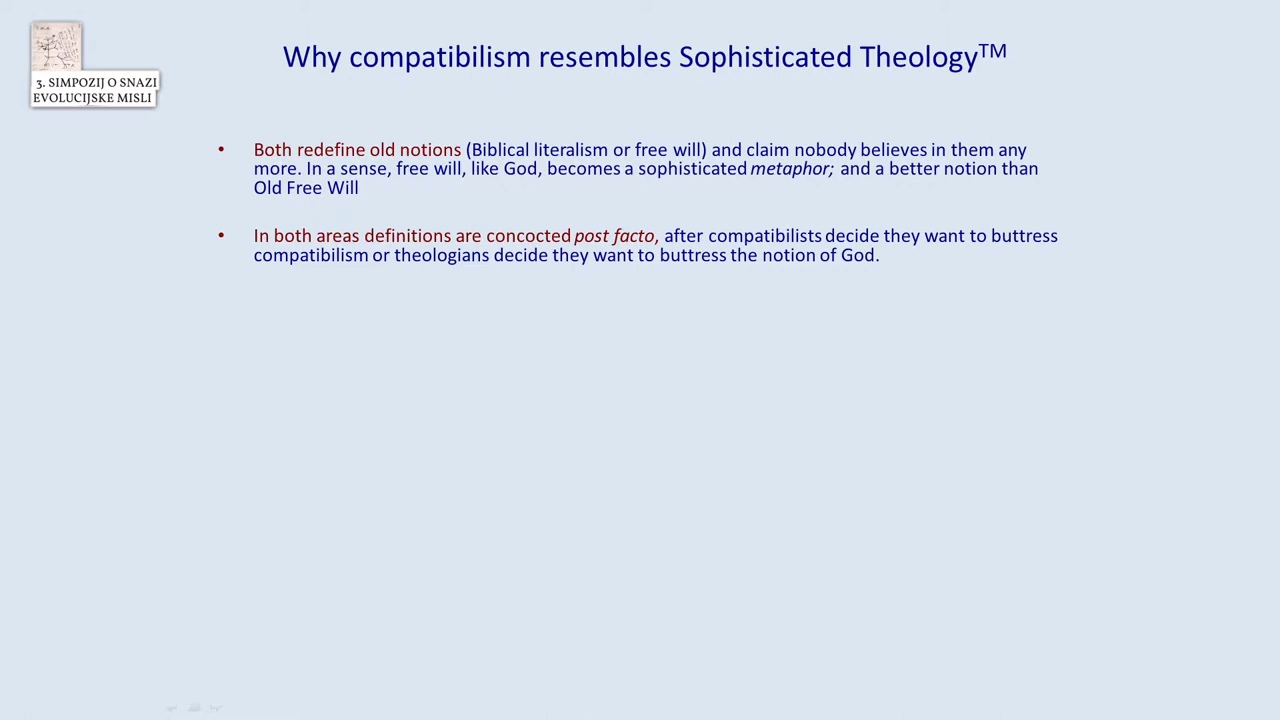 Why compatibilism resembles Sophisticated Theology™
3. SIMPOZIJ O SNAZI
EVOLUCIJSKE MISLI
• Both redefine old notions (Biblical literalism or free will) and claim nobody believes in them any
more. In a sense, free will, like God, becomes a sophisticated metaphor; and a better notion than
Old Free Will
• In both areas definitions are concocted post facto, after compatibilists decide they want to buttress
compatibilism or theologians decide they want to buttress the notion of God.